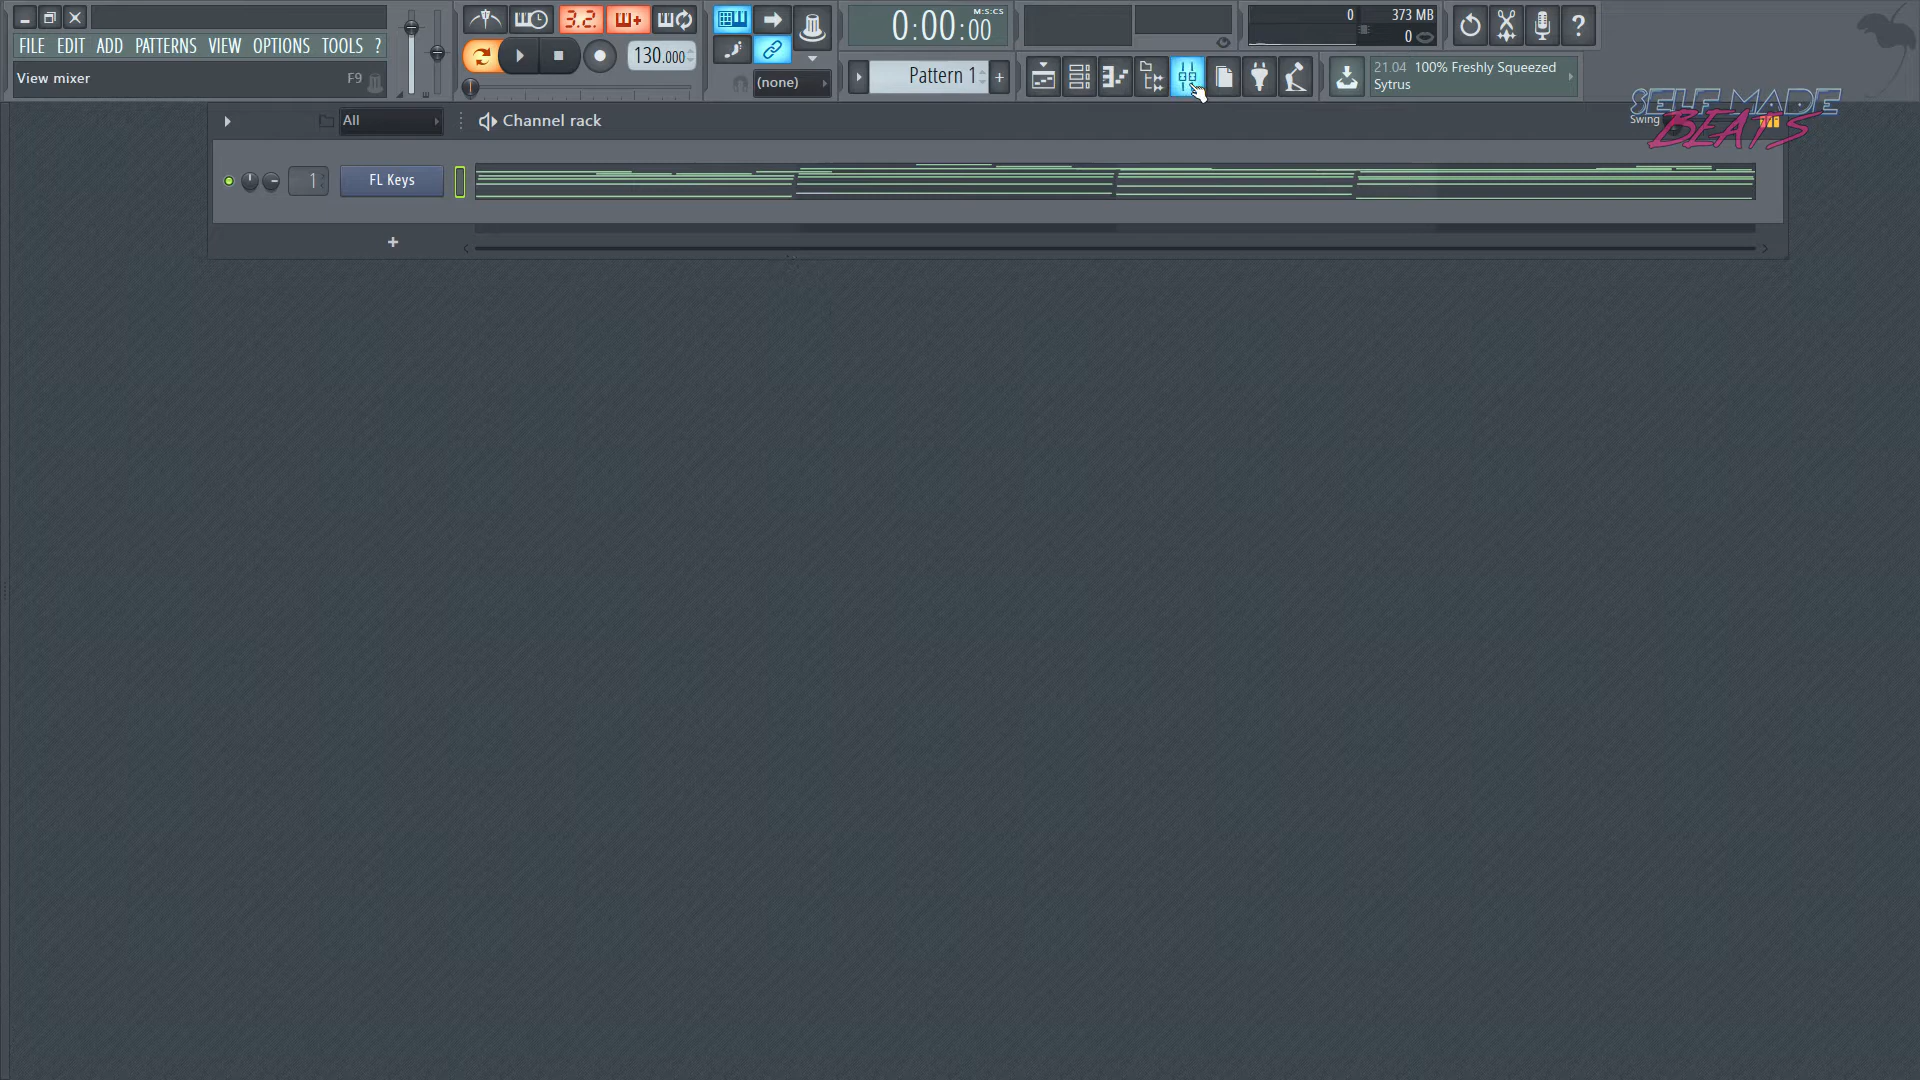 FILE EDIT ADD PATTERNS VIEW OPTIONS TOOLS ?
View mixer F9
3.2.
130.000
(none)
0:00:00 M:S:CS
Pattern 1 +
0 373 MB
0
?
21.04 100% Freshly Squeezed
Sytrus
SELF MADE
BEATS
All Channel rack Swing
1 FL Keys
+